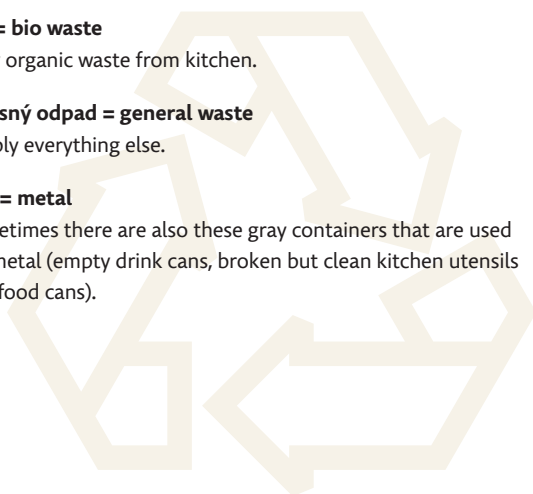 = bio waste
organic waste from kitchen.
sný odpad = general waste
ply everything else.
= metal
etimes there are also these gray containers that are used
metal (empty drink cans, broken but clean kitchen utensils
food cans).